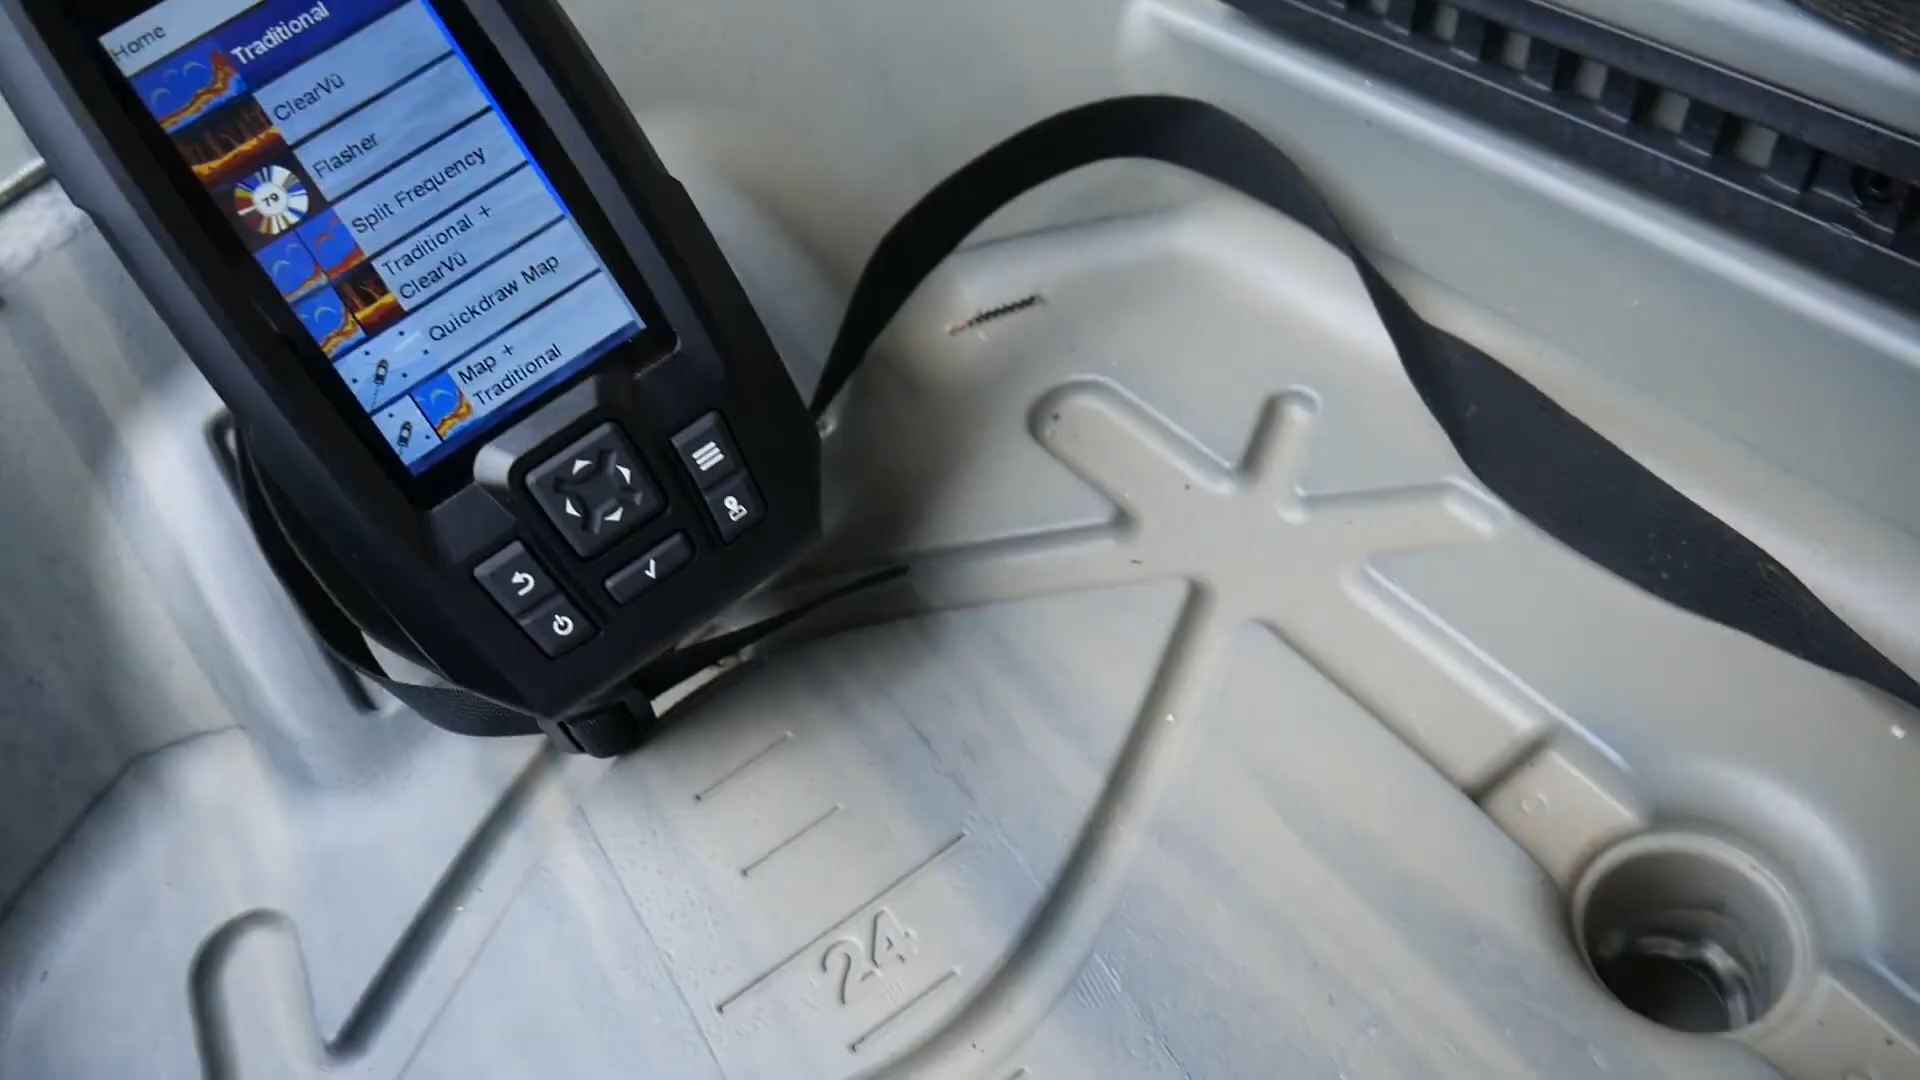 Home
Traditional
ClearVü
Flasher
79
Split Frequency
Traditional +
ClearVü
Quickdraw Map
Map +
Traditional
24